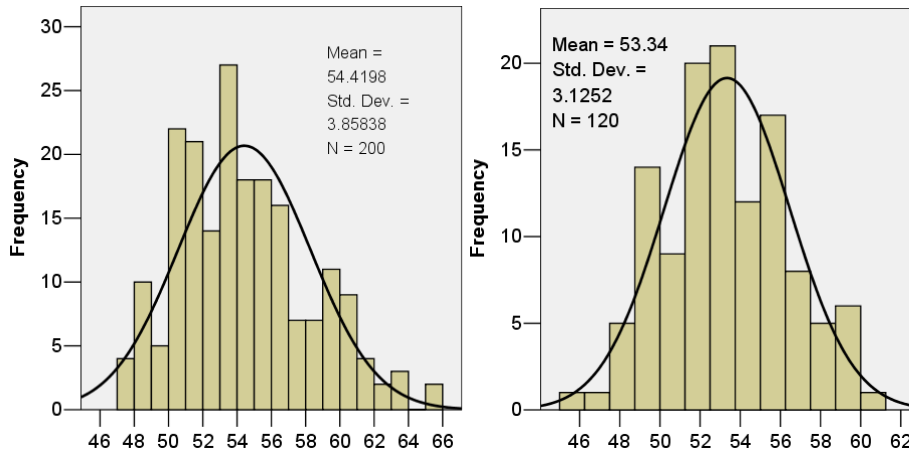 30
25
20
15
10
5
0
Frequency
Mean =
54.4198
Std. Dev. =
3.85838
N = 200
46 48 50 52 54 56 58 60 62 64 66
20
15
10
5
0
Frequency
Mean = 53.34
Std. Dev. =
3.1252
N = 120
46 48 50 52 54 56 58 60 62